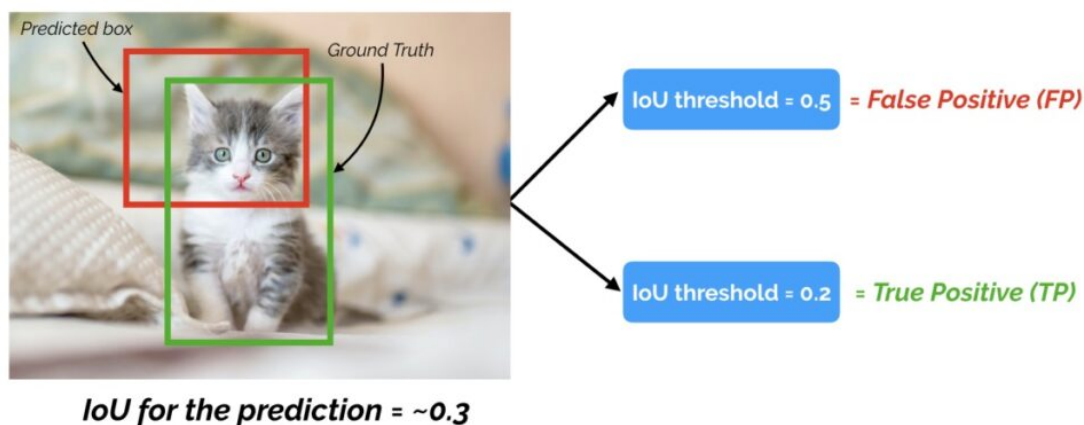 Predicted box
Ground Truth
IoU threshold = 0.5 = False Positive (FP)
IoU threshold = 0.2 = True Positive (TP)
IoU for the prediction = ~0.3